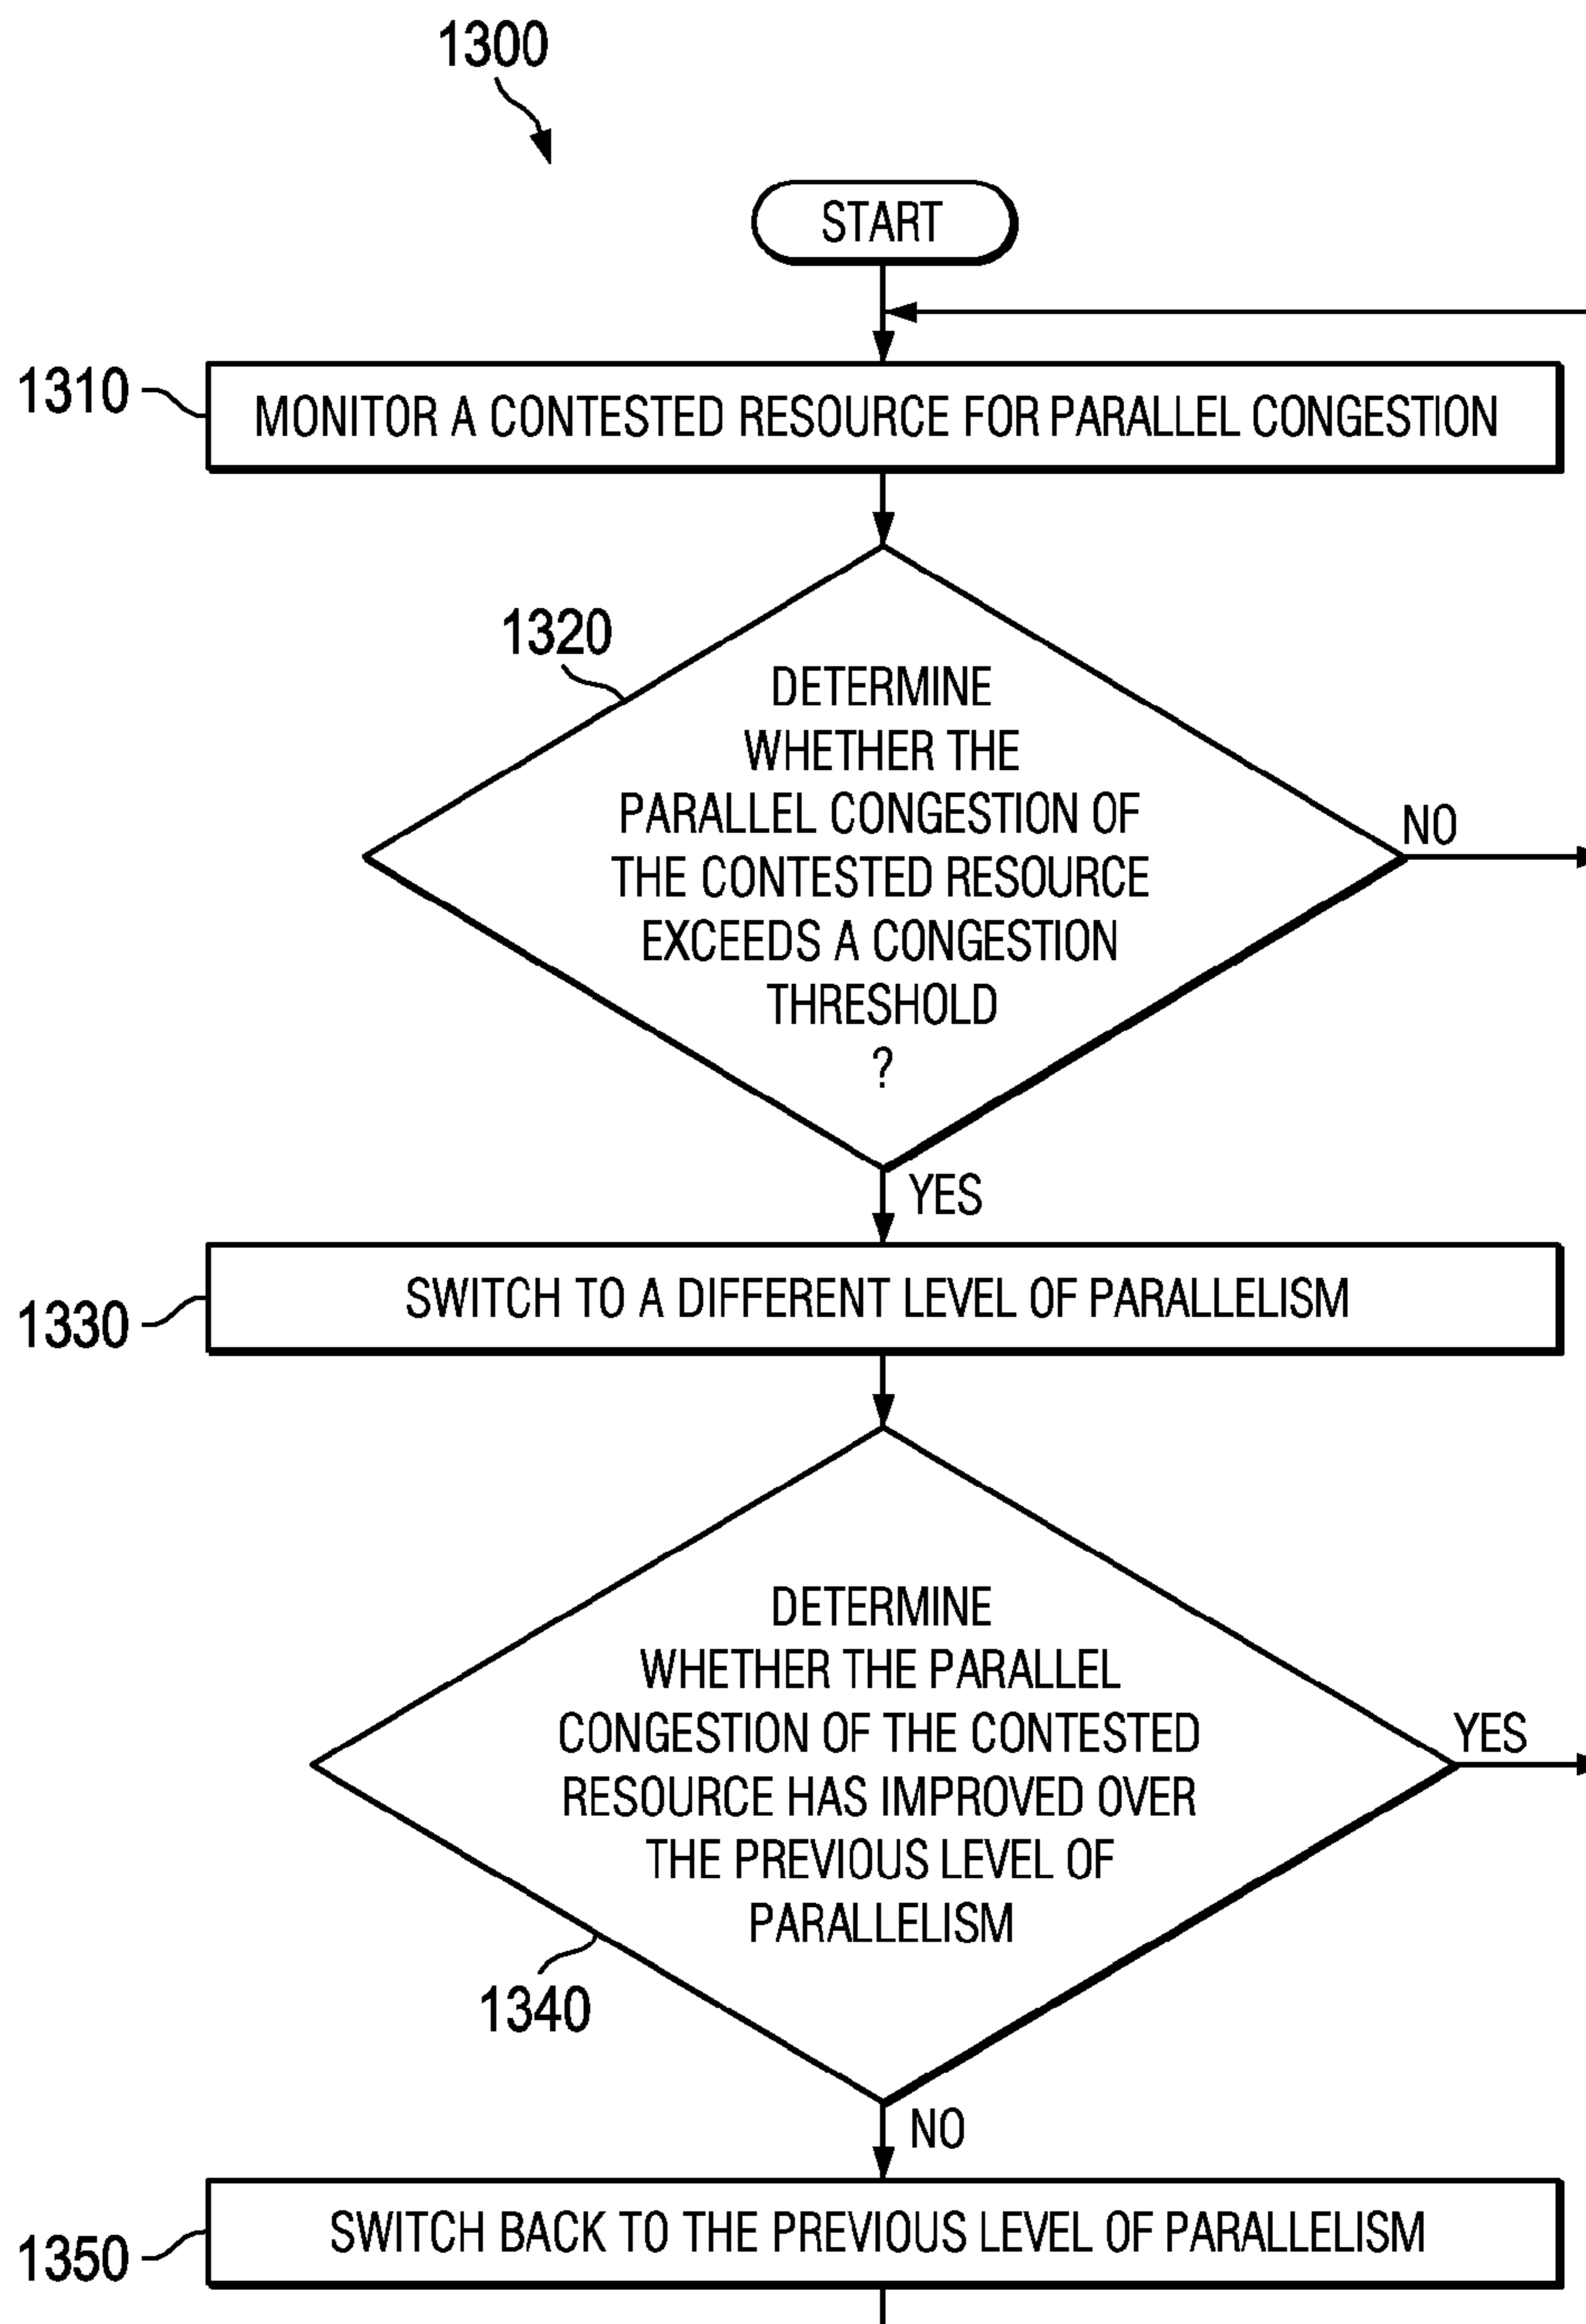 1300
START
1310
MONITOR A CONTESTED RESOURCE FOR PARALLEL CONGESTION
1320
DETERMINE
WHETHER THE
PARALLEL CONGESTION OF
THE CONTESTED RESOURCE
EXCEEDS A CONGESTION
THRESHOLD
?
NO
YES
1330
SWITCH TO A DIFFERENT LEVEL OF PARALLELISM
DETERMINE
WHETHER THE PARALLEL
CONGESTION OF THE CONTESTED
RESOURCE HAS IMPROVED OVER
THE PREVIOUS LEVEL OF
PARALLELISM
YES
1340
NO
1350
SWITCH BACK TO THE PREVIOUS LEVEL OF PARALLELISM